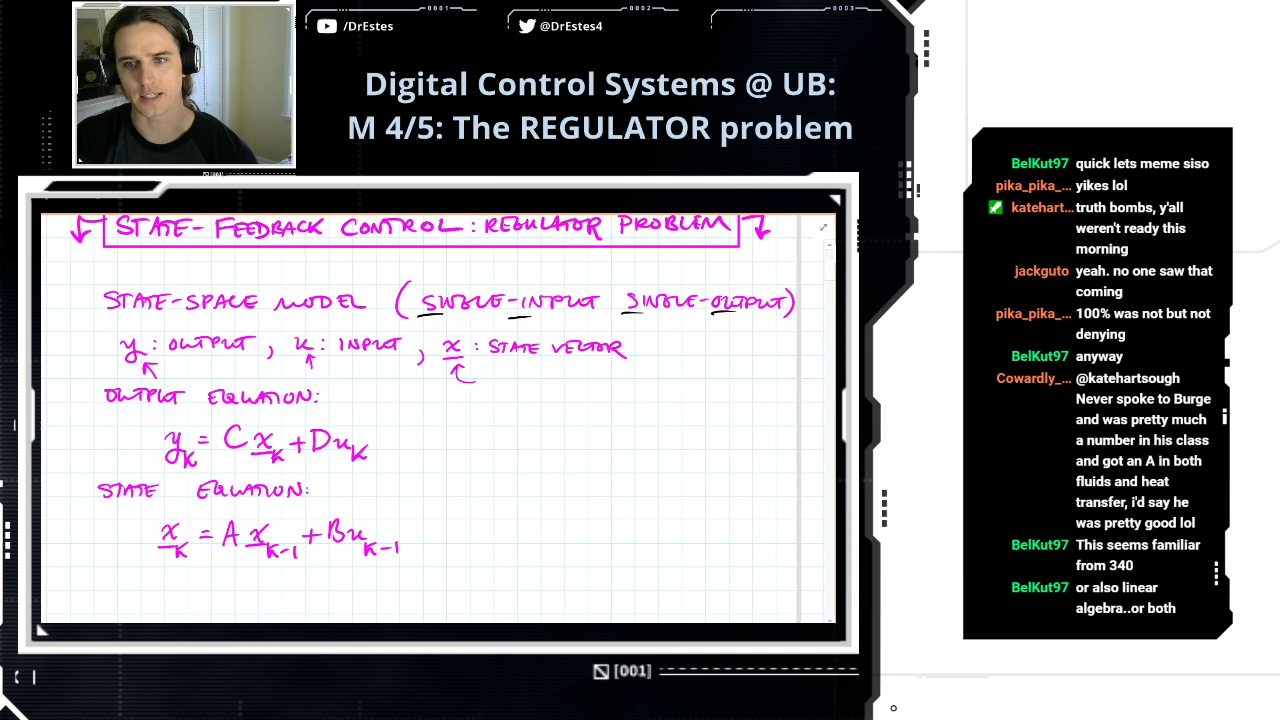 0001
0002
0003
/DrEstes
@DrEstes4
Digital Control Systems @ UB:
M 4/5: The REGULATOR problem
[001]
STATE-FEEDBACK CONTROL: REGULATOR PROBLEM
STATE-SPACE MODEL (SINGLE-INPUT SINGLE-OUTPUT)
y: OUTPUT, u: INPUT, x: STATE VECTOR
OUTPUT EQUATION:
y_k = C x_k + D u_k
STATE EQUATION:
x_k = A x_k-1 + B u_k-1
[001]
BelKut97 quick lets meme siso
pika_pika_... yikes lol
katehart... truth bombs, y'all
weren't ready this
morning
jackguto yeah. no one saw that
coming
pika_pika_... 100% was not but not
denying
BelKut97 anyway
Cowardly_... @katehartsough
Never spoke to Burge
and was pretty much
a number in his class
and got an A in both
fluids and heat
transfer, i'd say he
was pretty good lol
BelKut97 This seems familiar
from 340
BelKut97 or also linear
algebra..or both